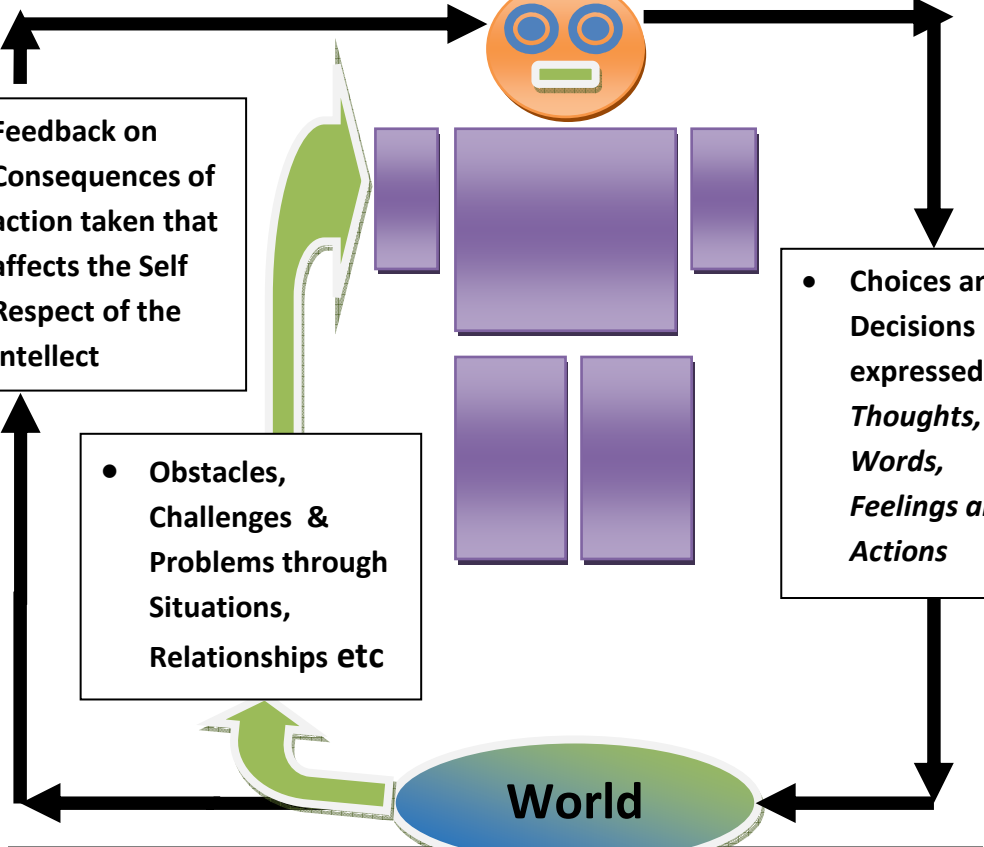 Feedback on
Consequences of
action taken that
affects the Self
Respect of the
Intellect
• Choices
Decisions
expressed
Thoughts,
Words,
Feelings
Actions
• Obstacles,
Challenges &
Problems through
Situations,
Relationships etc
World